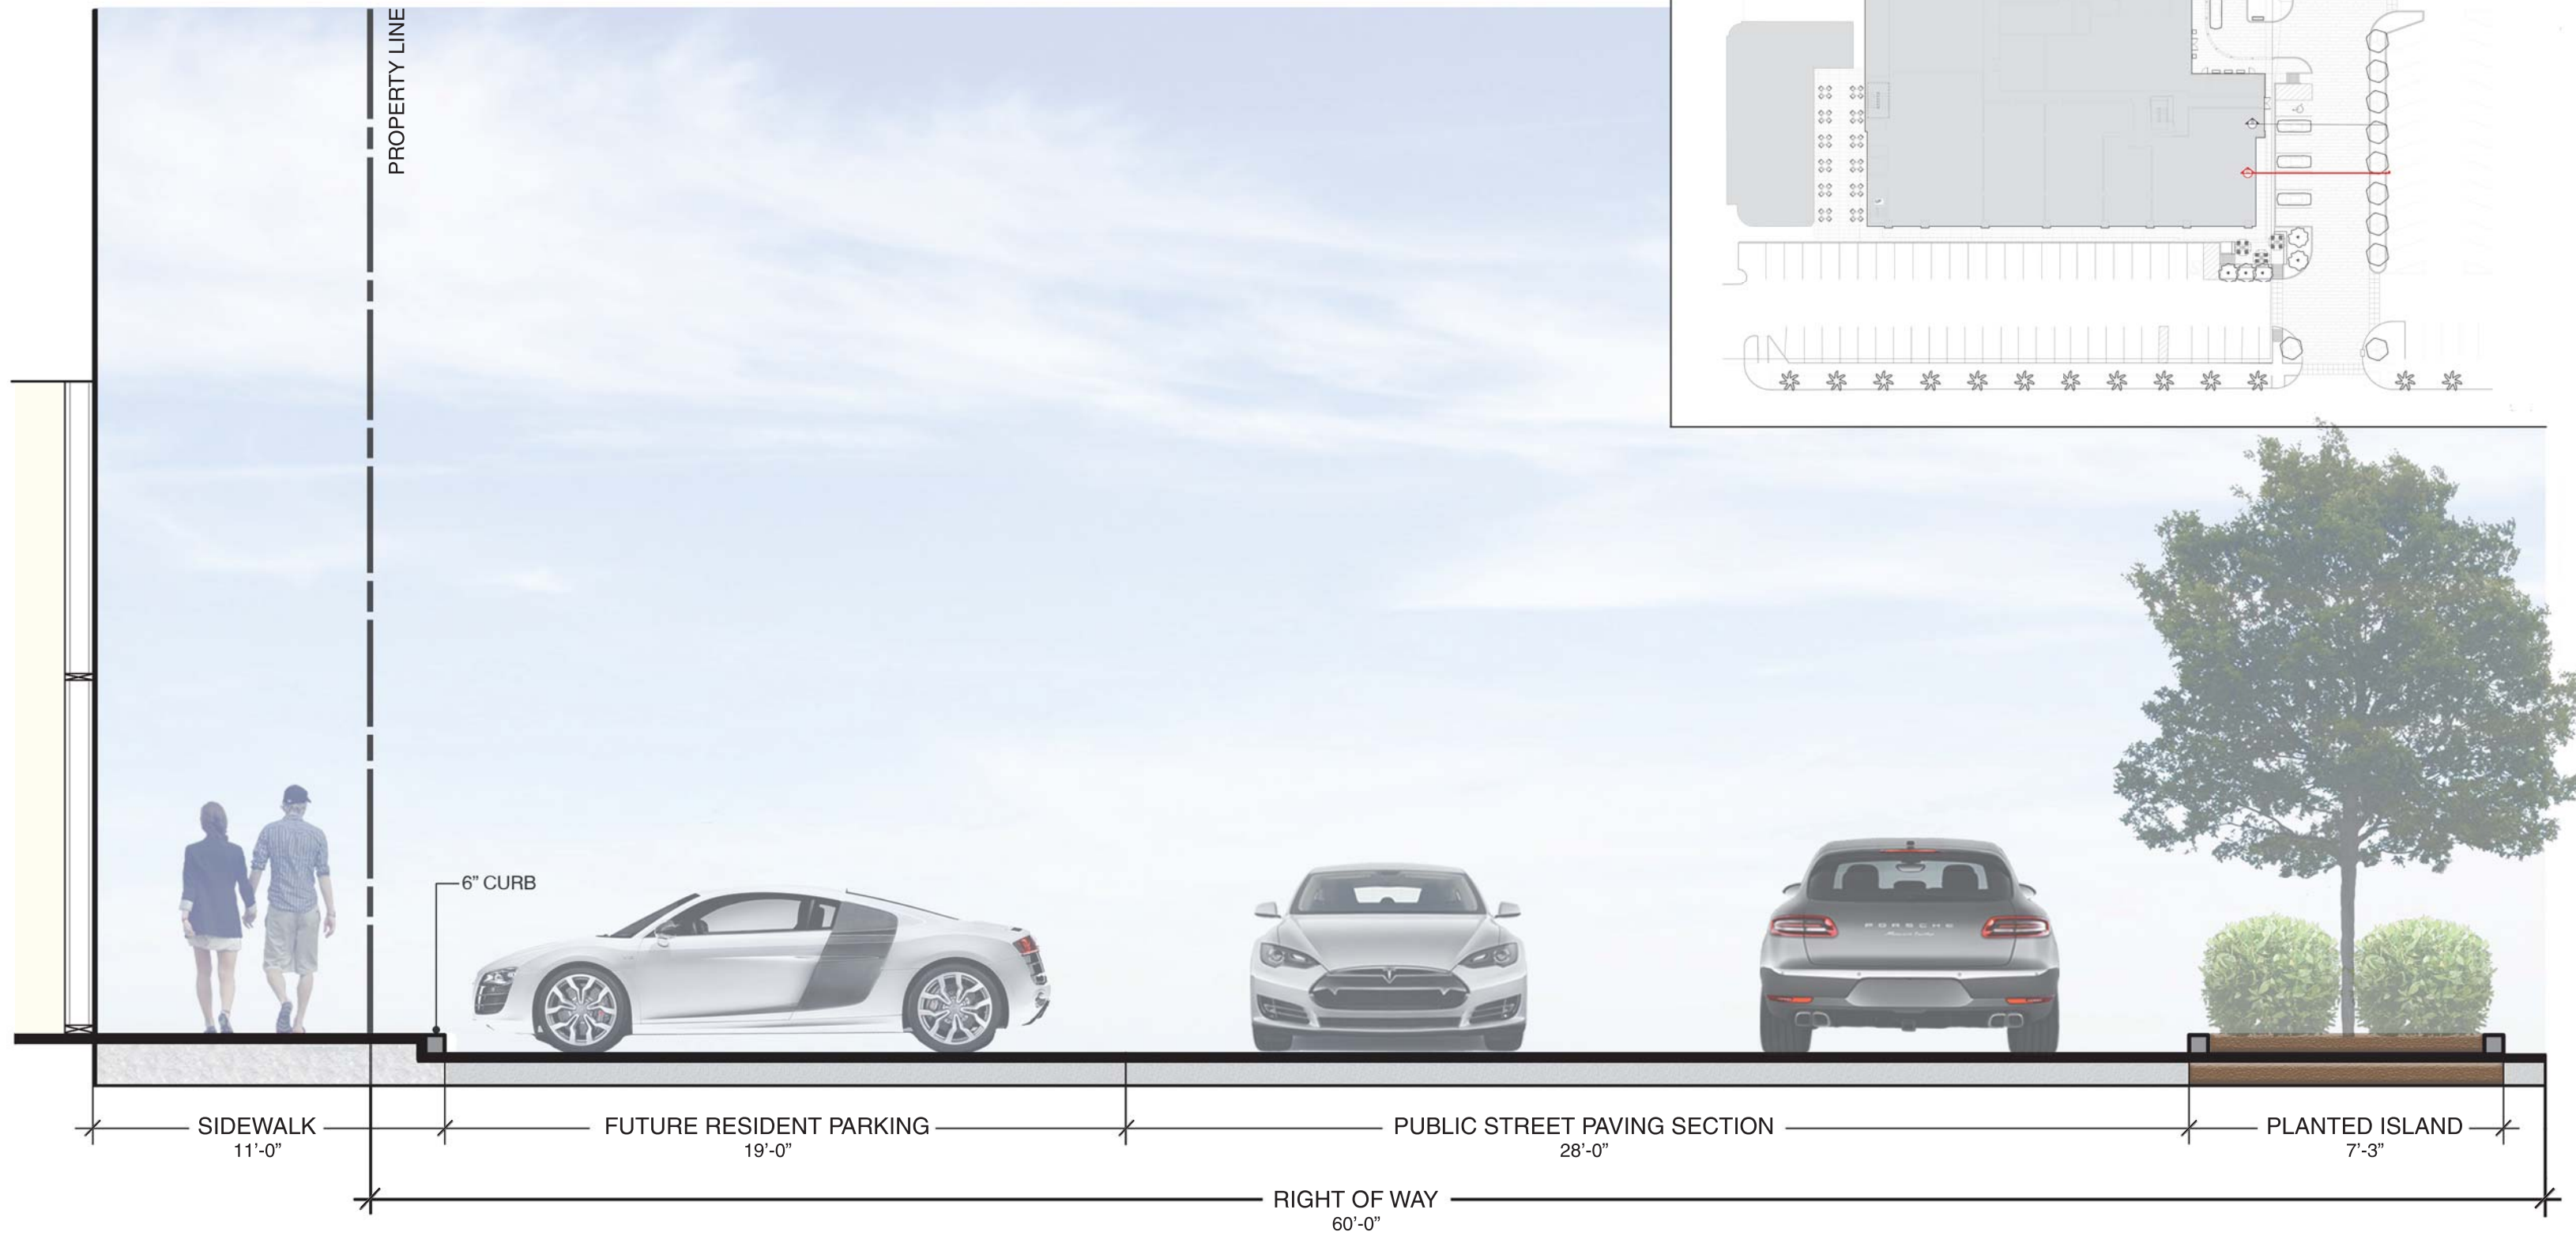 PROPERTY LINE
6” CURB
PORSCHE
SIDEWALK
11’-0”
FUTURE RESIDENT PARKING
19’-0”
PUBLIC STREET PAVING SECTION
28’-0”
PLANTED ISLAND
7’-3”
RIGHT OF WAY
60’-0”